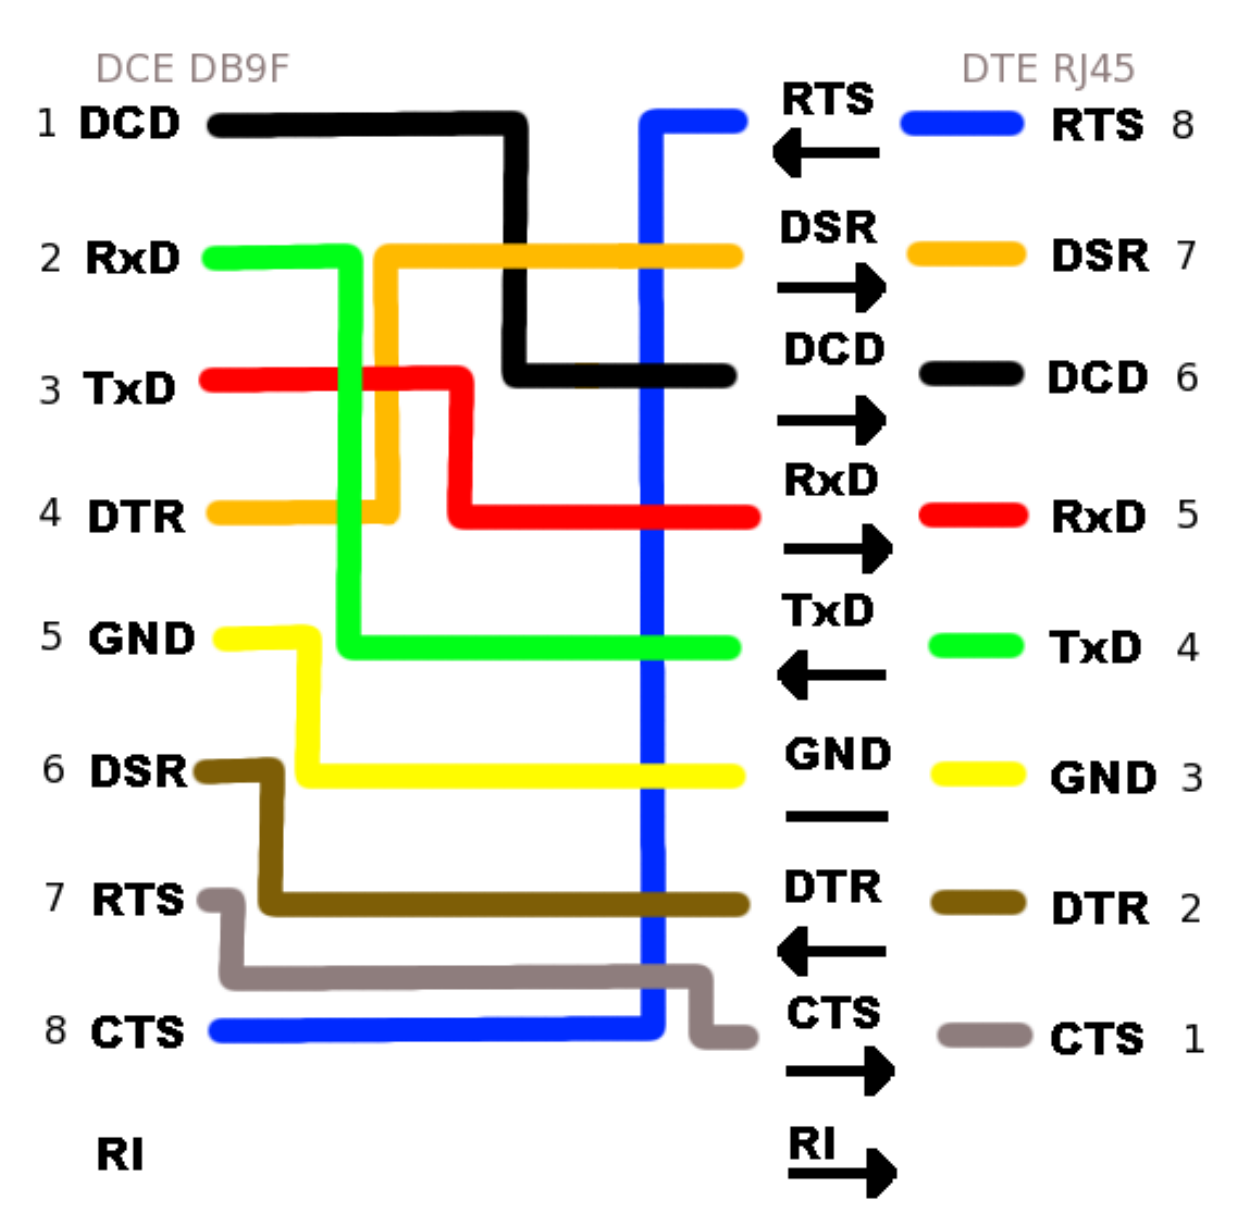 DCE DB9F DTE RJ45
1 DCD RTS RTS 8
2 RxD DSR DSR 7
3 TxD DCD DCD 6
4 DTR RxD RxD 5
5 GND TxD TxD 4
6 DSR GND GND 3
7 RTS DTR DTR 2
8 CTS CTS CTS 1
RI RI